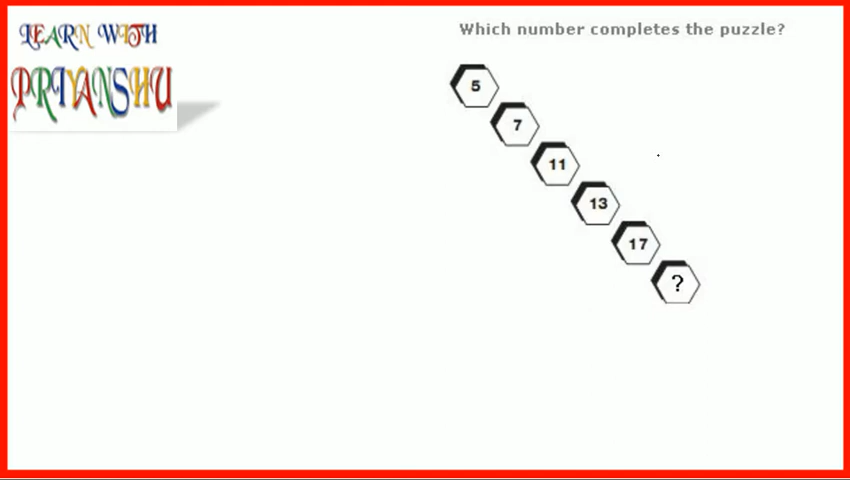 LEARN WITH
PRIYANSHU
Which number completes the puzzle?
5
7
11
13
17
?